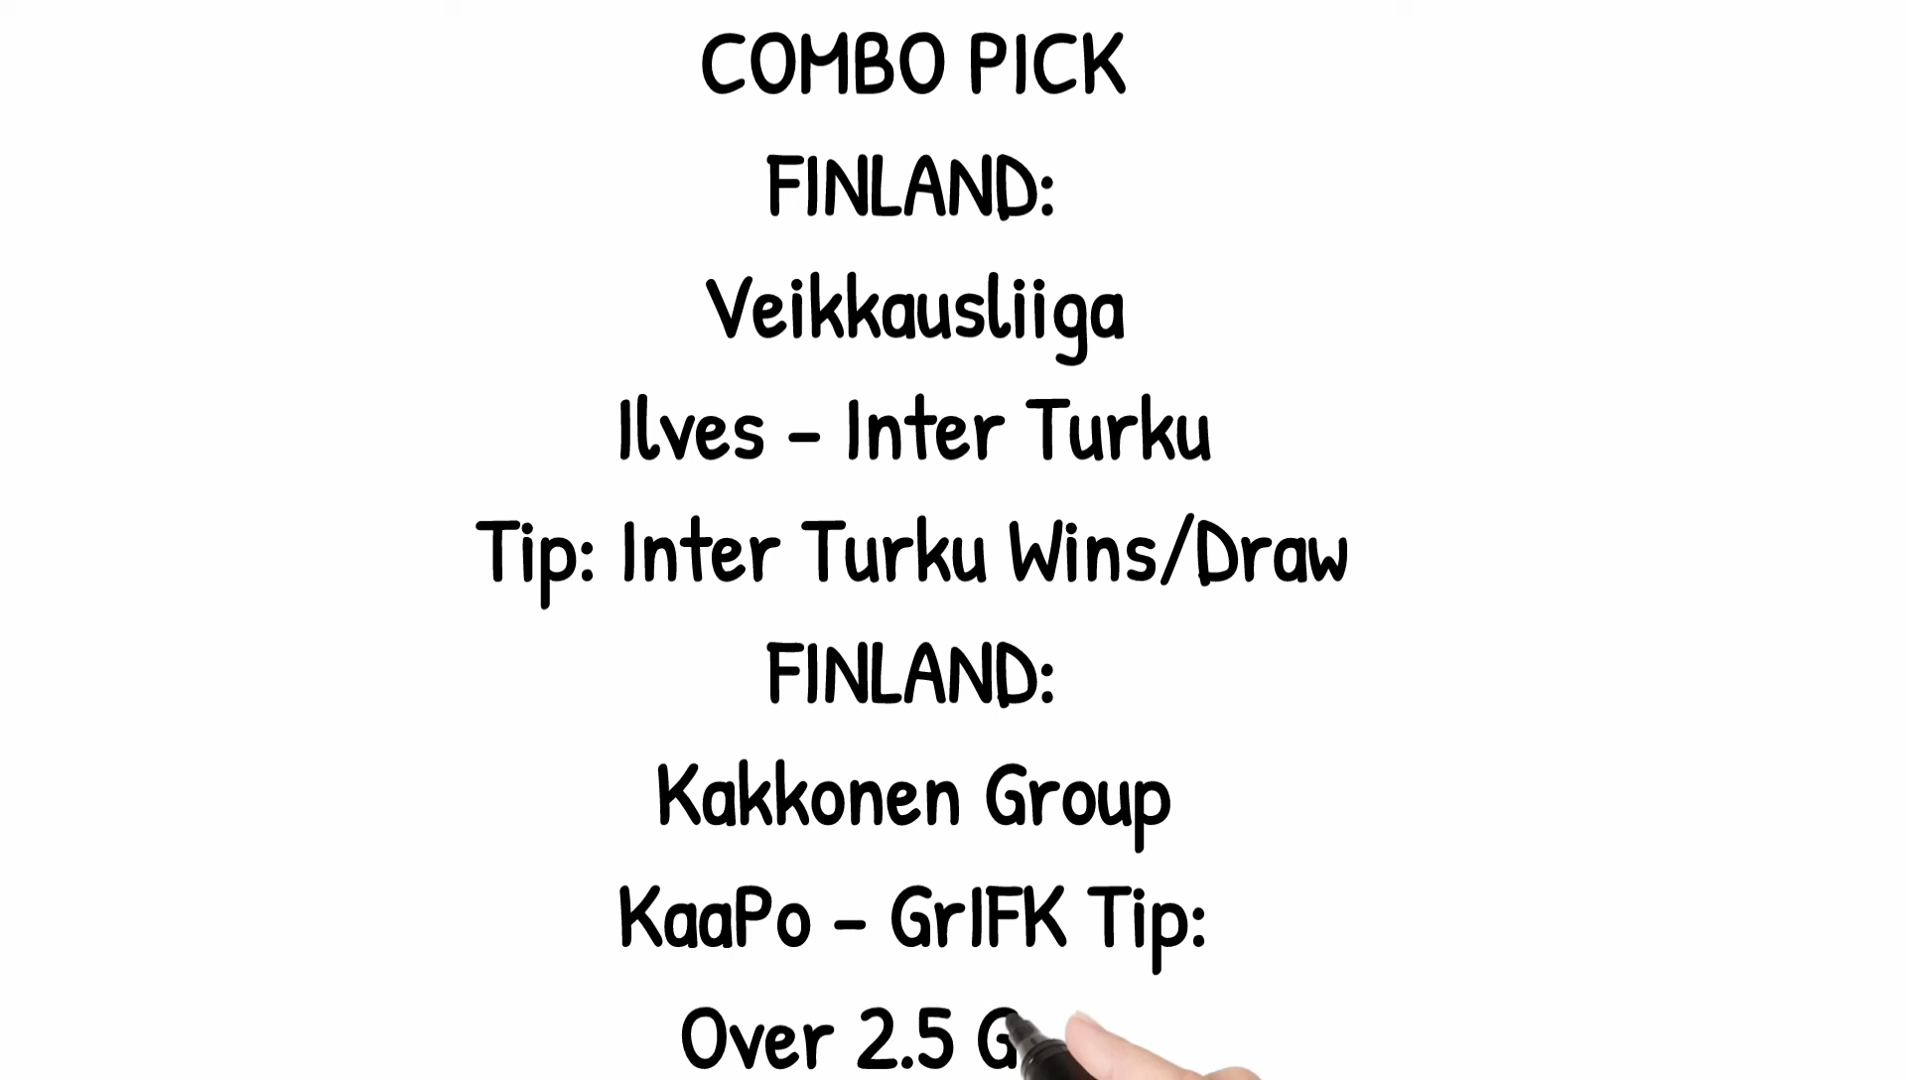 COMBO PICK
FINLAND:
Veikkausliiga
Ilves - Inter Turku
Tip: Inter Turku Wins/Draw
FINLAND:
Kakkonen Group
KaaPo - GrIFK Tip:
Over 2.5 G